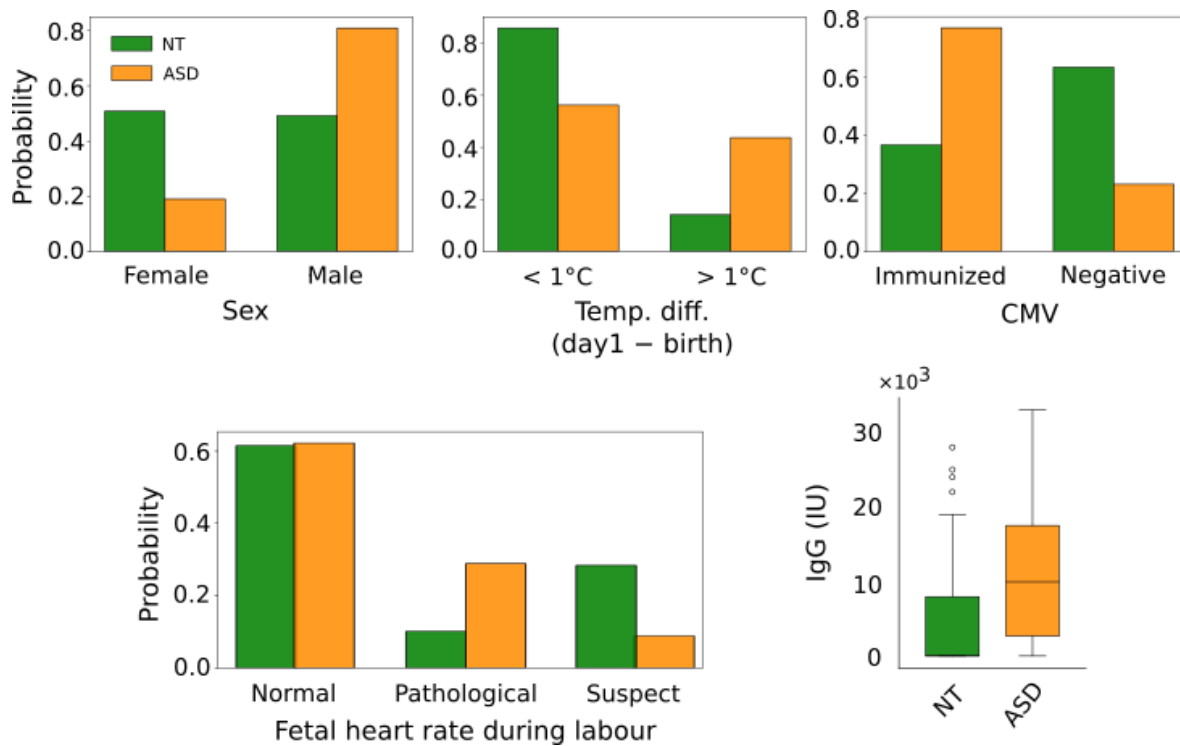 Probability
0.8
0.6
0.4
0.2
0.0
NT
ASD
Female Male
Sex
0.8
0.6
0.4
0.2
0.0
< 1°C > 1°C
Temp. diff.
(day1 − birth)
0.8
0.6
0.4
0.2
0.0
Immunized Negative
CMV
Probability
0.6
0.4
0.2
0.0
Normal Pathological Suspect
Fetal heart rate during labour
×10³
IgG (IU)
30
20
10
0
NT ASD